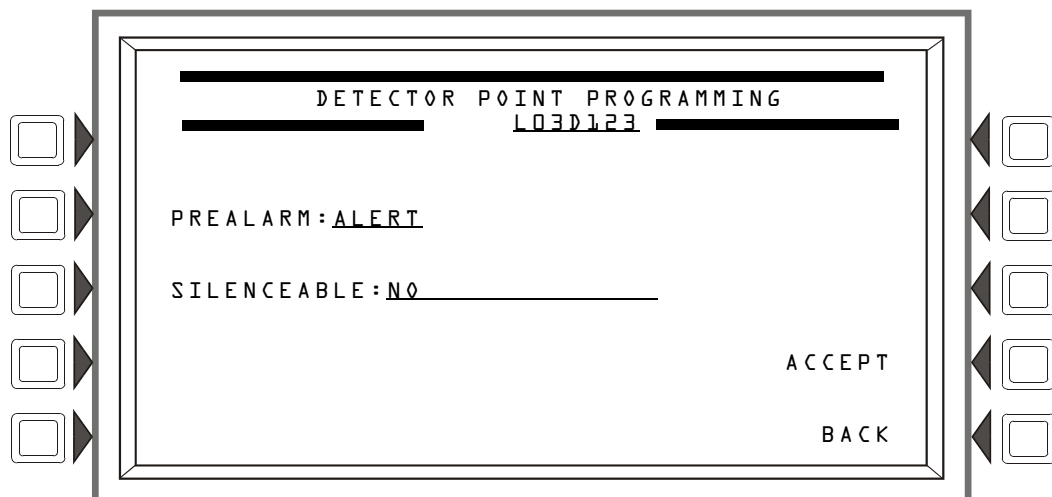 DETECTOR POINT PROGRAMMING
L03D123
PREALARM:ALERT
SILENCEABLE:NO
ACCEPT
BACK